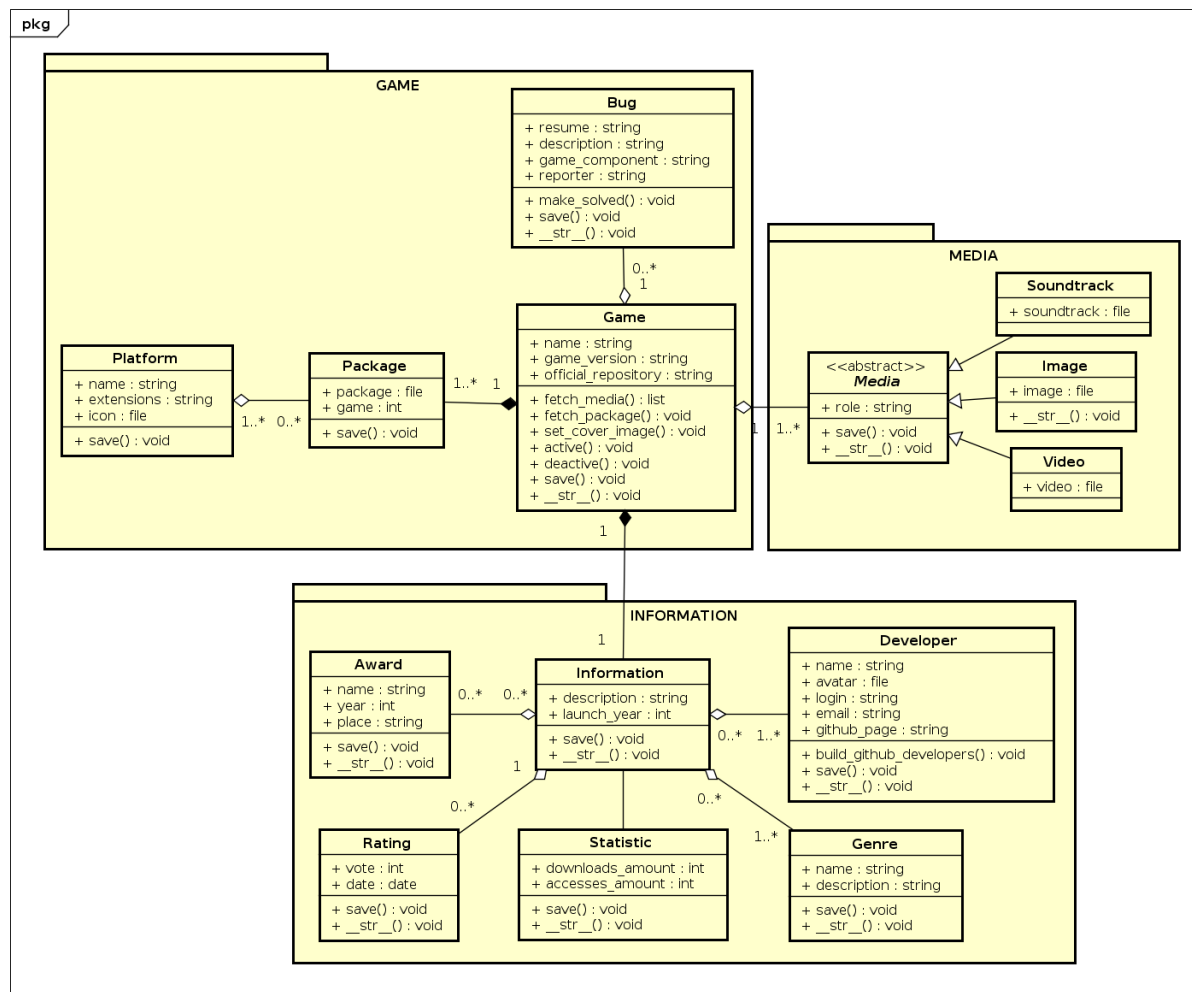 pkg
GAME
Bug
+ resume : string
+ description : string
+ game_component : string
+ reporter : string
+ make_solved() : void
+ save() : void
+ __str__() : void
0..*
1
Game
+ name : string
+ game_version : string
+ official_repository : string
+ fetch_media() : list
+ fetch_package() : void
+ set_cover_image() : void
+ active() : void
+ deactive() : void
+ save() : void
+ __str__() : void
Platform
+ name : string
+ extensions : string
+ icon : file
+ save() : void
1..*
0..*
Package
+ package : file
+ game : int
+ save() : void
1..*
1
1
1..*
MEDIA
Soundtrack
+ soundtrack : file
<<abstract>>
Media
+ role : string
+ save() : void
+ __str__() : void
Image
+ image : file
+ __str__() : void
Video
+ video : file
1
1
INFORMATION
Award
+ name : string
+ year : int
+ place : string
+ save() : void
+ __str__() : void
0..*
0..*
Information
+ description : string
+ launch_year : int
+ save() : void
+ __str__() : void
0..*
1..*
Developer
+ name : string
+ avatar : file
+ login : string
+ email : string
+ github_page : string
+ build_github_developers() : void
+ save() : void
+ __str__() : void
1
0..*
0..*
1..*
Rating
+ vote : int
+ date : date
+ save() : void
+ __str__() : void
Statistic
+ downloads_amount : int
+ accesses_amount : int
+ save() : void
+ __str__() : void
Genre
+ name : string
+ description : string
+ save() : void
+ __str__() : void